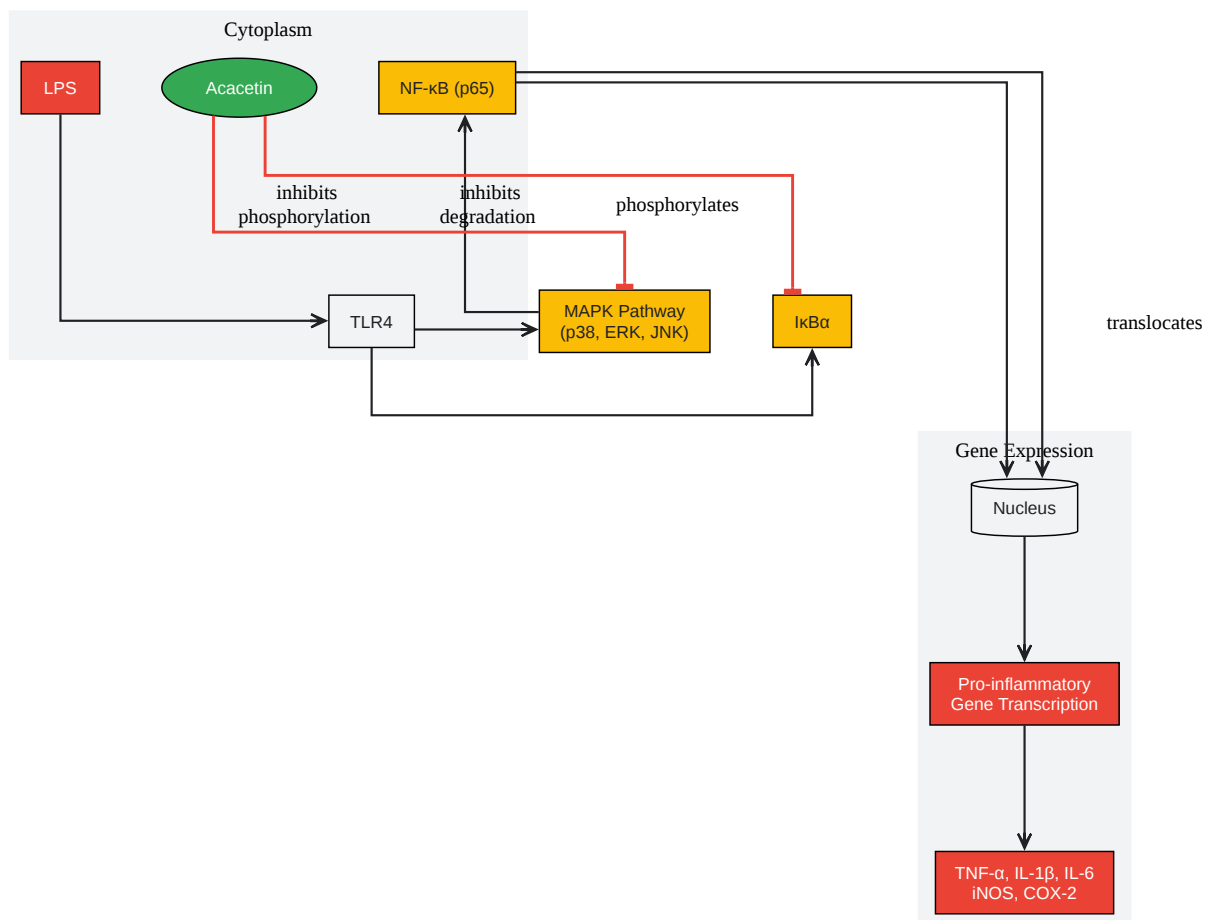 Cytoplasm
LPS
Acacetin
NF-κB (p65)
inhibits
phosphorylation
inhibits
degradation
phosphorylates
TLR4
MAPK Pathway
(p38, ERK, JNK)
IκBα
translocates
Gene Expression
Nucleus
Pro-inflammatory
Gene Transcription
TNF-α, IL-1β, IL-6
iNOS, COX-2